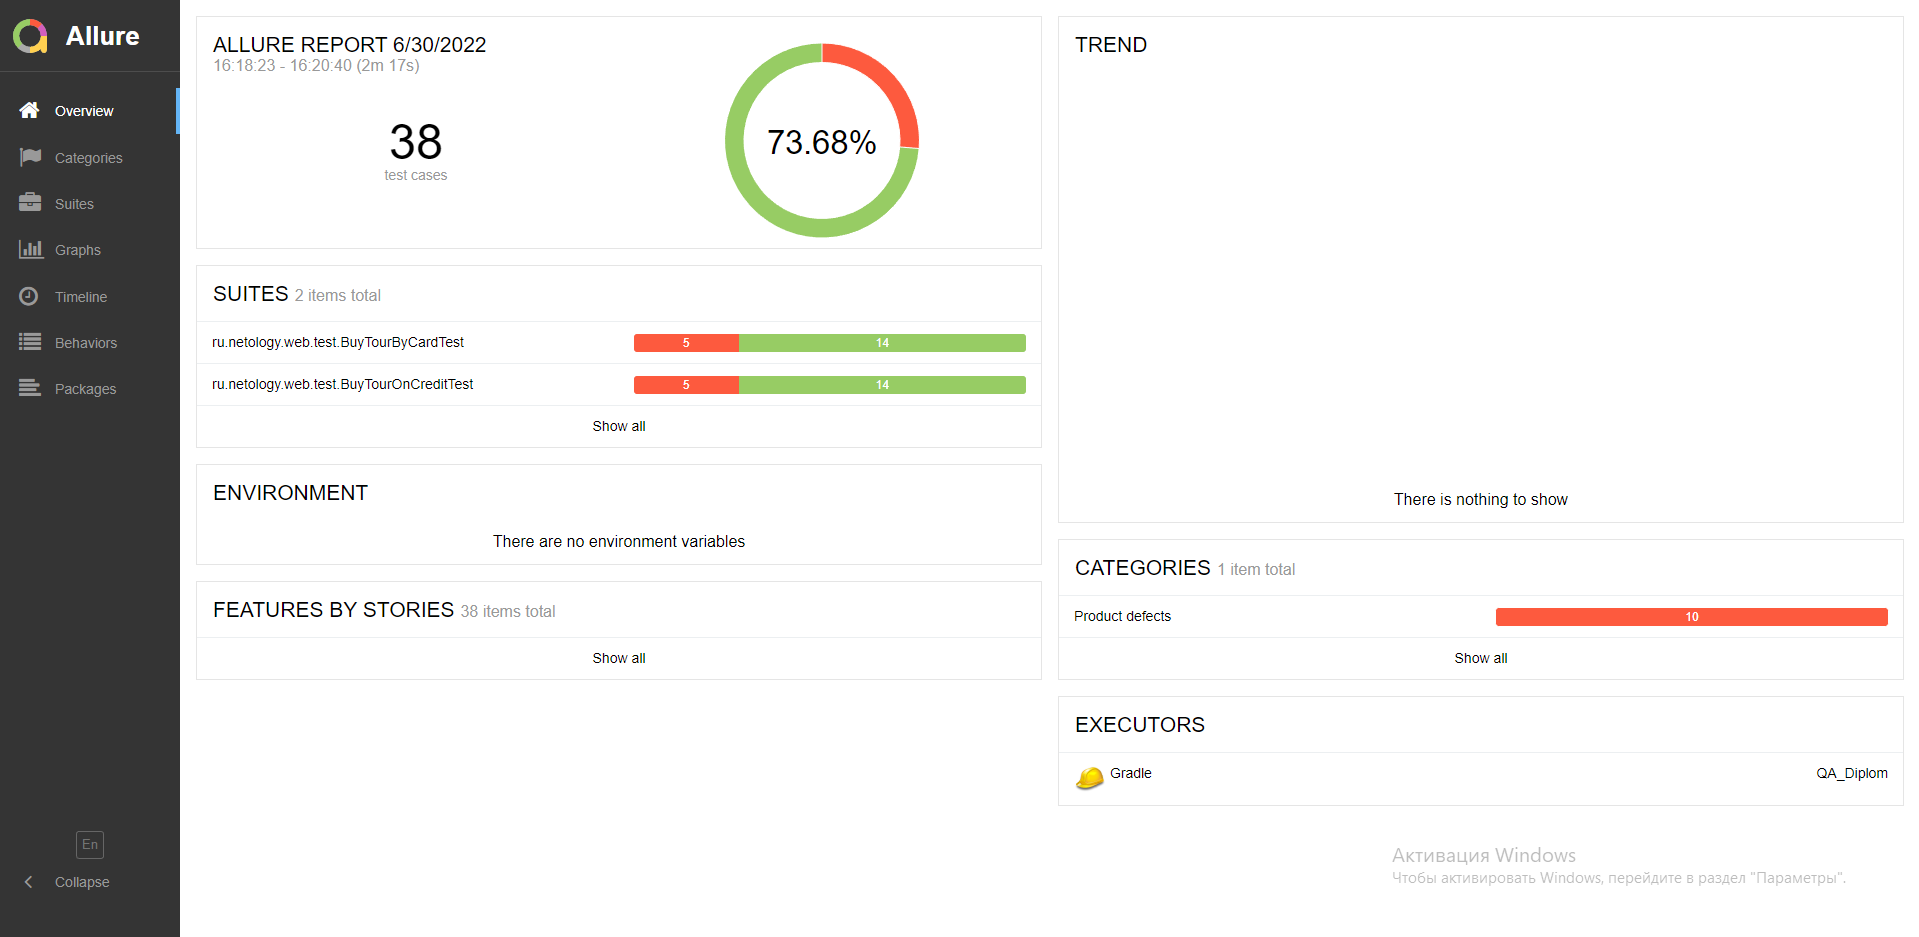 Allure
Overview
Categories
Suites
Graphs
Timeline
Behaviors
Packages
En
Collapse
ALLURE REPORT 6/30/2022
16:18:23 - 16:20:40 (2m 17s)
38
test cases
73.68%
SUITES 2 items total
ru.netology.web.test.BuyTourByCardTest 5 14
ru.netology.web.test.BuyTourOnCreditTest 5 14
Show all
ENVIRONMENT
There are no environment variables
FEATURES BY STORIES 38 items total
Show all
TREND
There is nothing to show
CATEGORIES 1 item total
Product defects 10
Show all
EXECUTORS
Gradle QA_Diplom
Активация Windows
Чтобы активировать Windows, перейдите в раздел "Параметры".